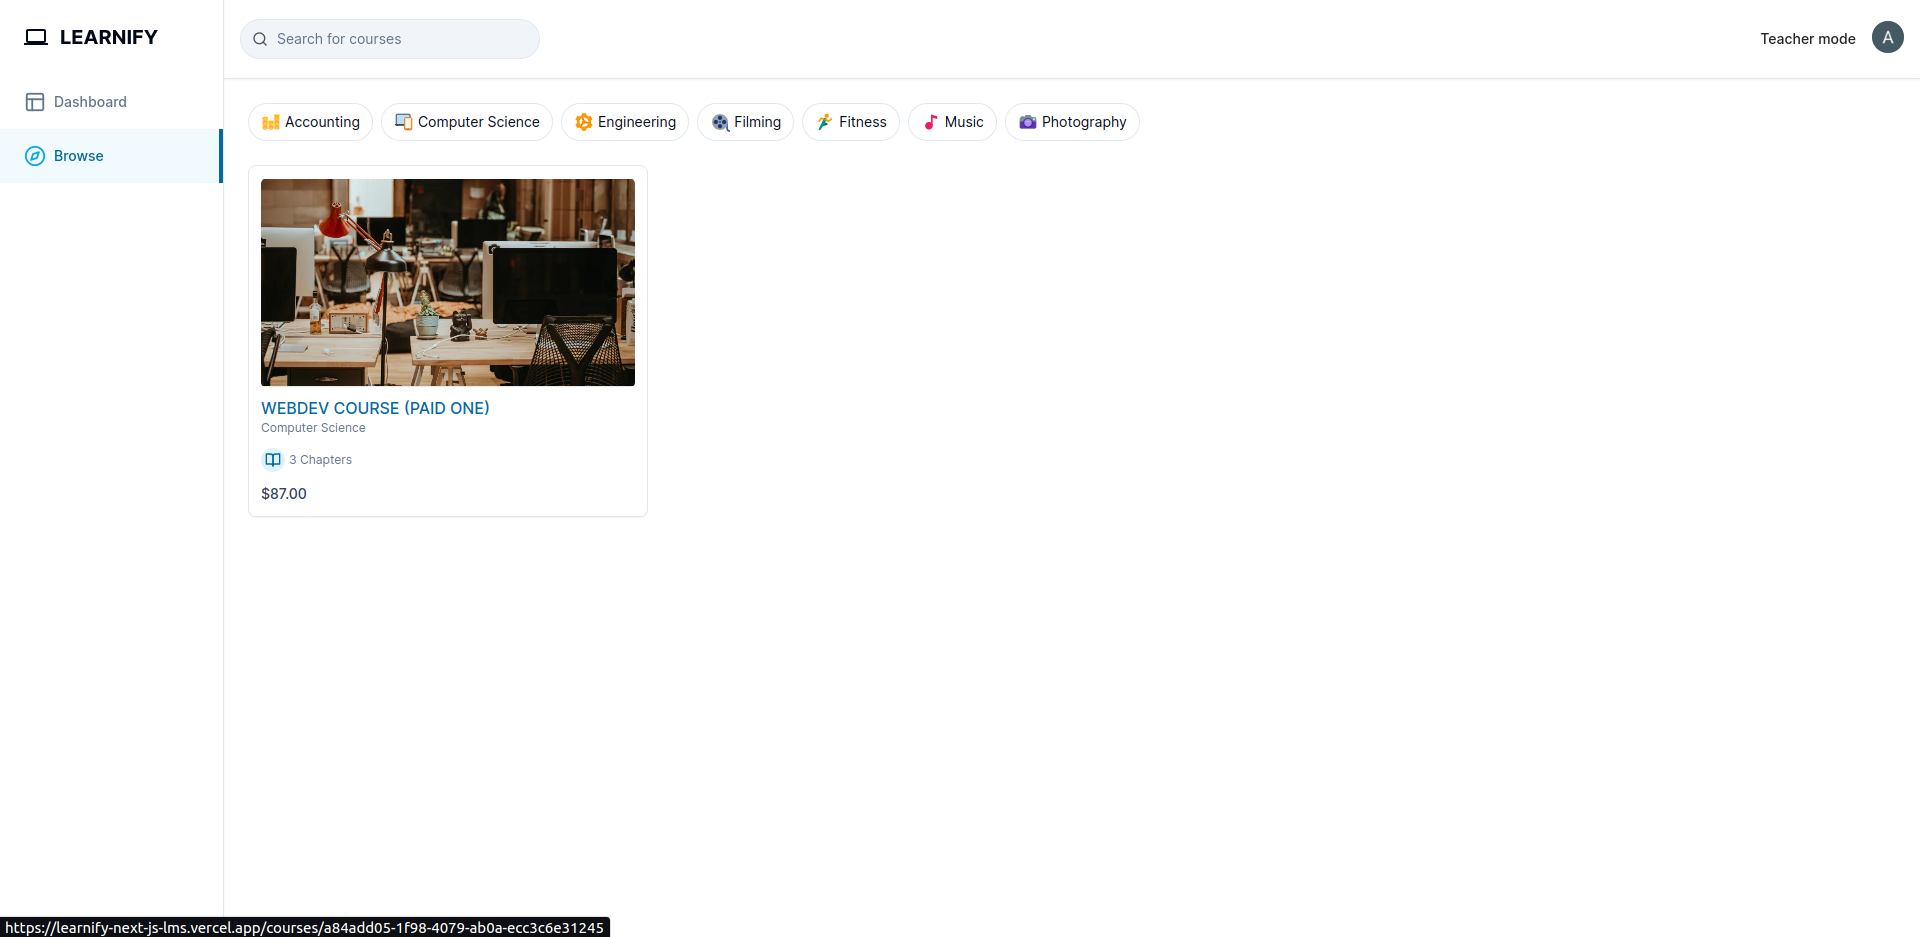 LEARNIFY
Search for courses
Teacher mode
A
Dashboard
Browse
Accounting
Computer Science
Engineering
Filming
Fitness
Music
Photography
WEBDEV COURSE (PAID ONE)
Computer Science
3 Chapters
$87.00
https://learnify-next-js-lms.vercel.app/courses/a84add05-1f98-4079-ab0a-ecc3c6e31245